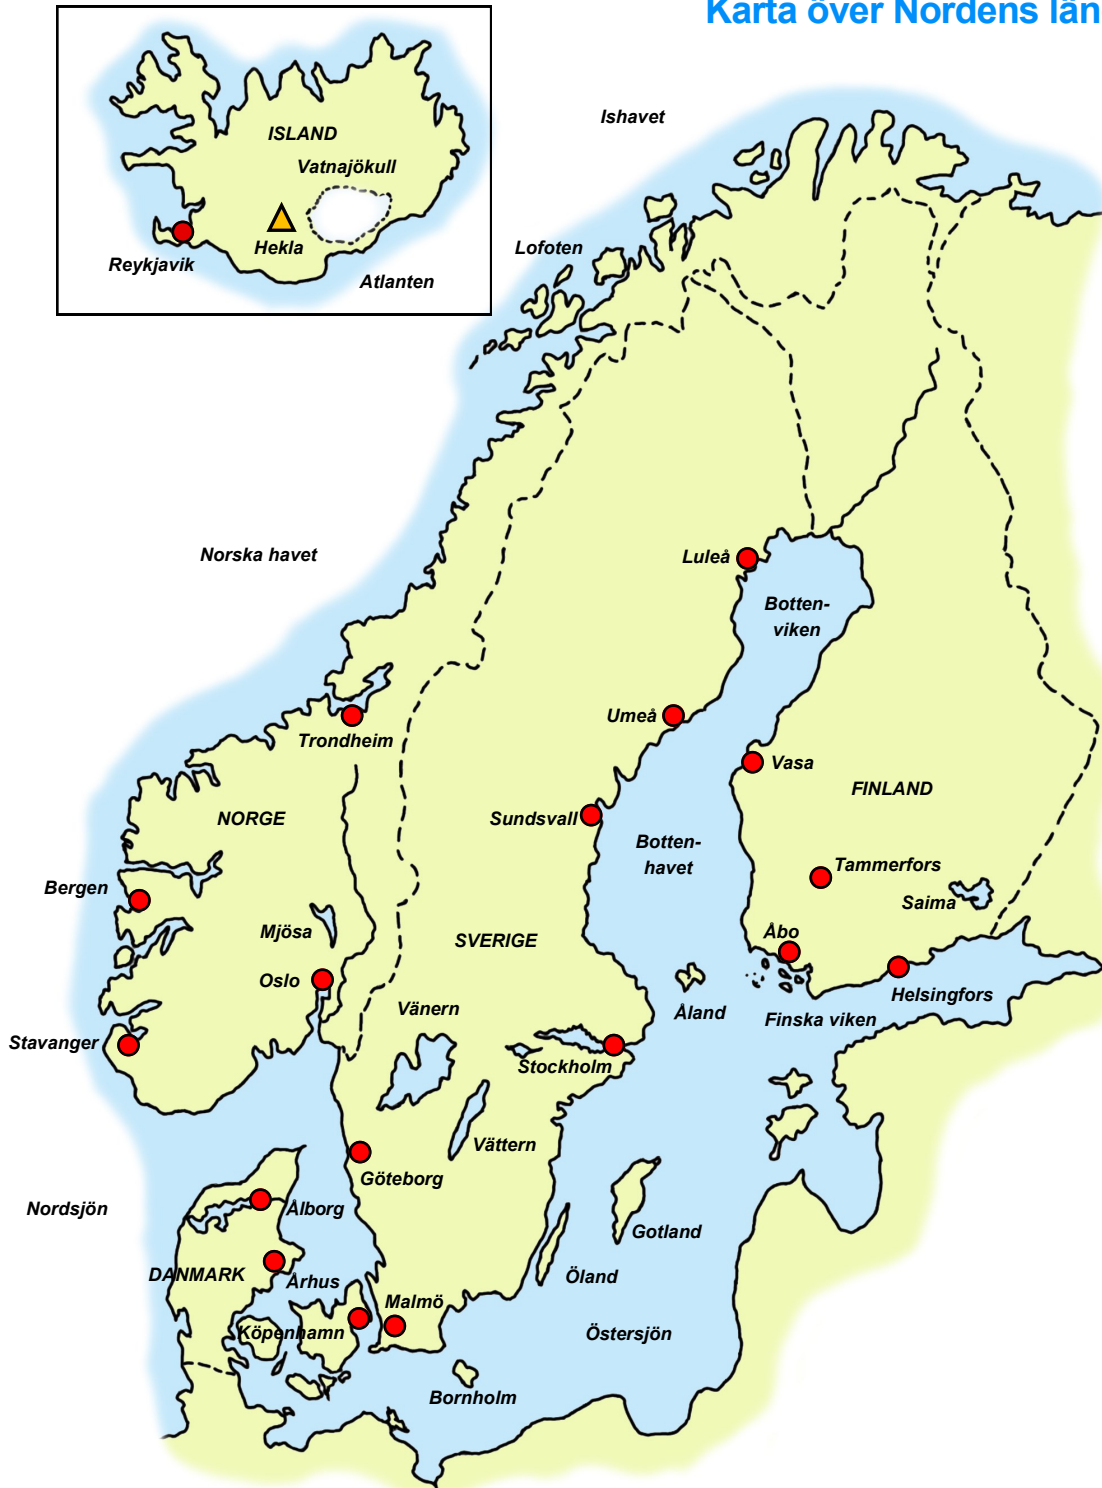 Karta över Nordens län
ISLAND
Vatnajökull
Hekla
Reykjavik
Atlanten
Ishavet
Lofoten
Norska havet
Luleå
Botten-
viken
Umeå
Trondheim
Vasa
NORGE
FINLAND
Sundsvall
Botten-
havet
Tammerfors
Bergen
Saima
Mjösa
SVERIGE
Åbo
Oslo
Helsingfors
Vänern
Åland
Finska viken
Stavanger
Stockholm
Vättern
Göteborg
Nordsjön
Ålborg
Gotland
DANMARK
Århus
Öland
Malmö
Köpenhamn
Östersjön
Bornholm